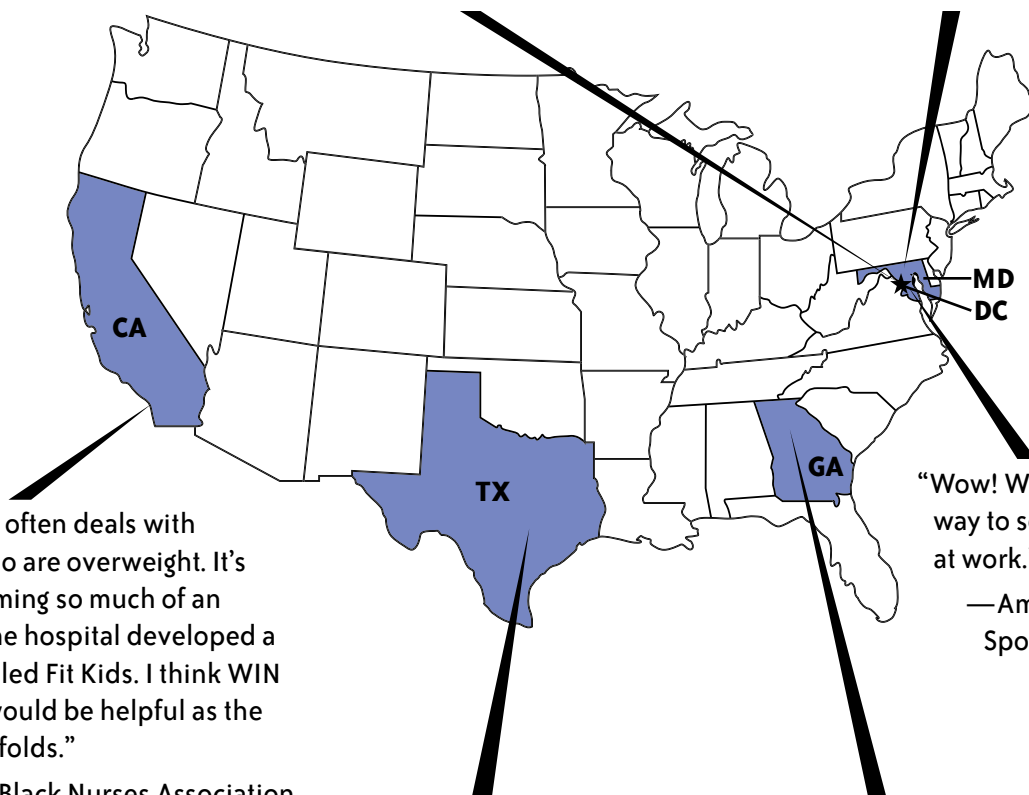 MD
DC
CA
GA
TX
often deals with
o are overweight. It’s
ming so much of an
ne hospital developed a
led Fit Kids. I think WIN
would be helpful as the
folds.”
Black Nurses Association
“Wow! W
way to s
at work.
—Am
Spo